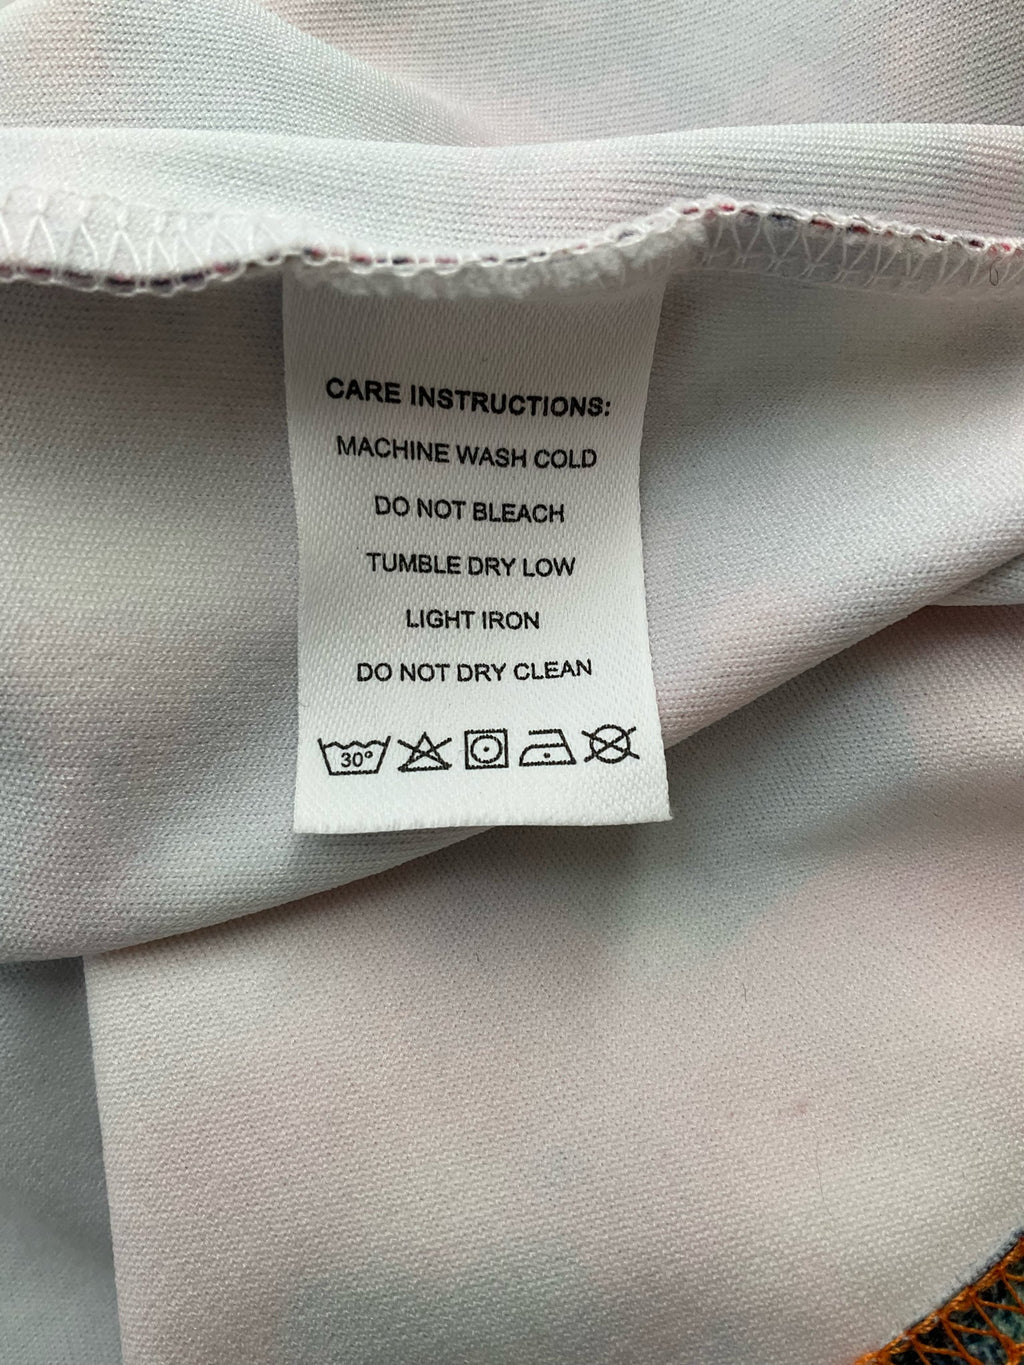 CARE INSTRUCTIONS:
MACHINE WASH COLD
DO NOT BLEACH
TUMBLE DRY LOW
LIGHT IRON
DO NOT DRY CLEAN
30°